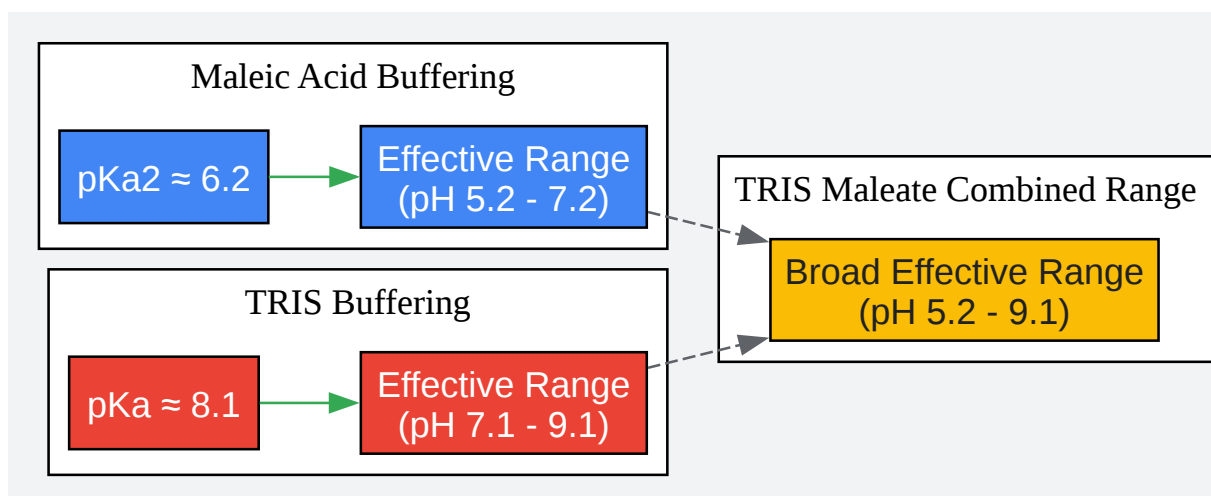 Maleic Acid Buffering
pKa2 ≈ 6.2
Effective Range
(pH 5.2 - 7.2)
TRIS Buffering
pKa ≈ 8.1
Effective Range
(pH 7.1 - 9.1)
TRIS Maleate Combined Range
Broad Effective Range
(pH 5.2 - 9.1)